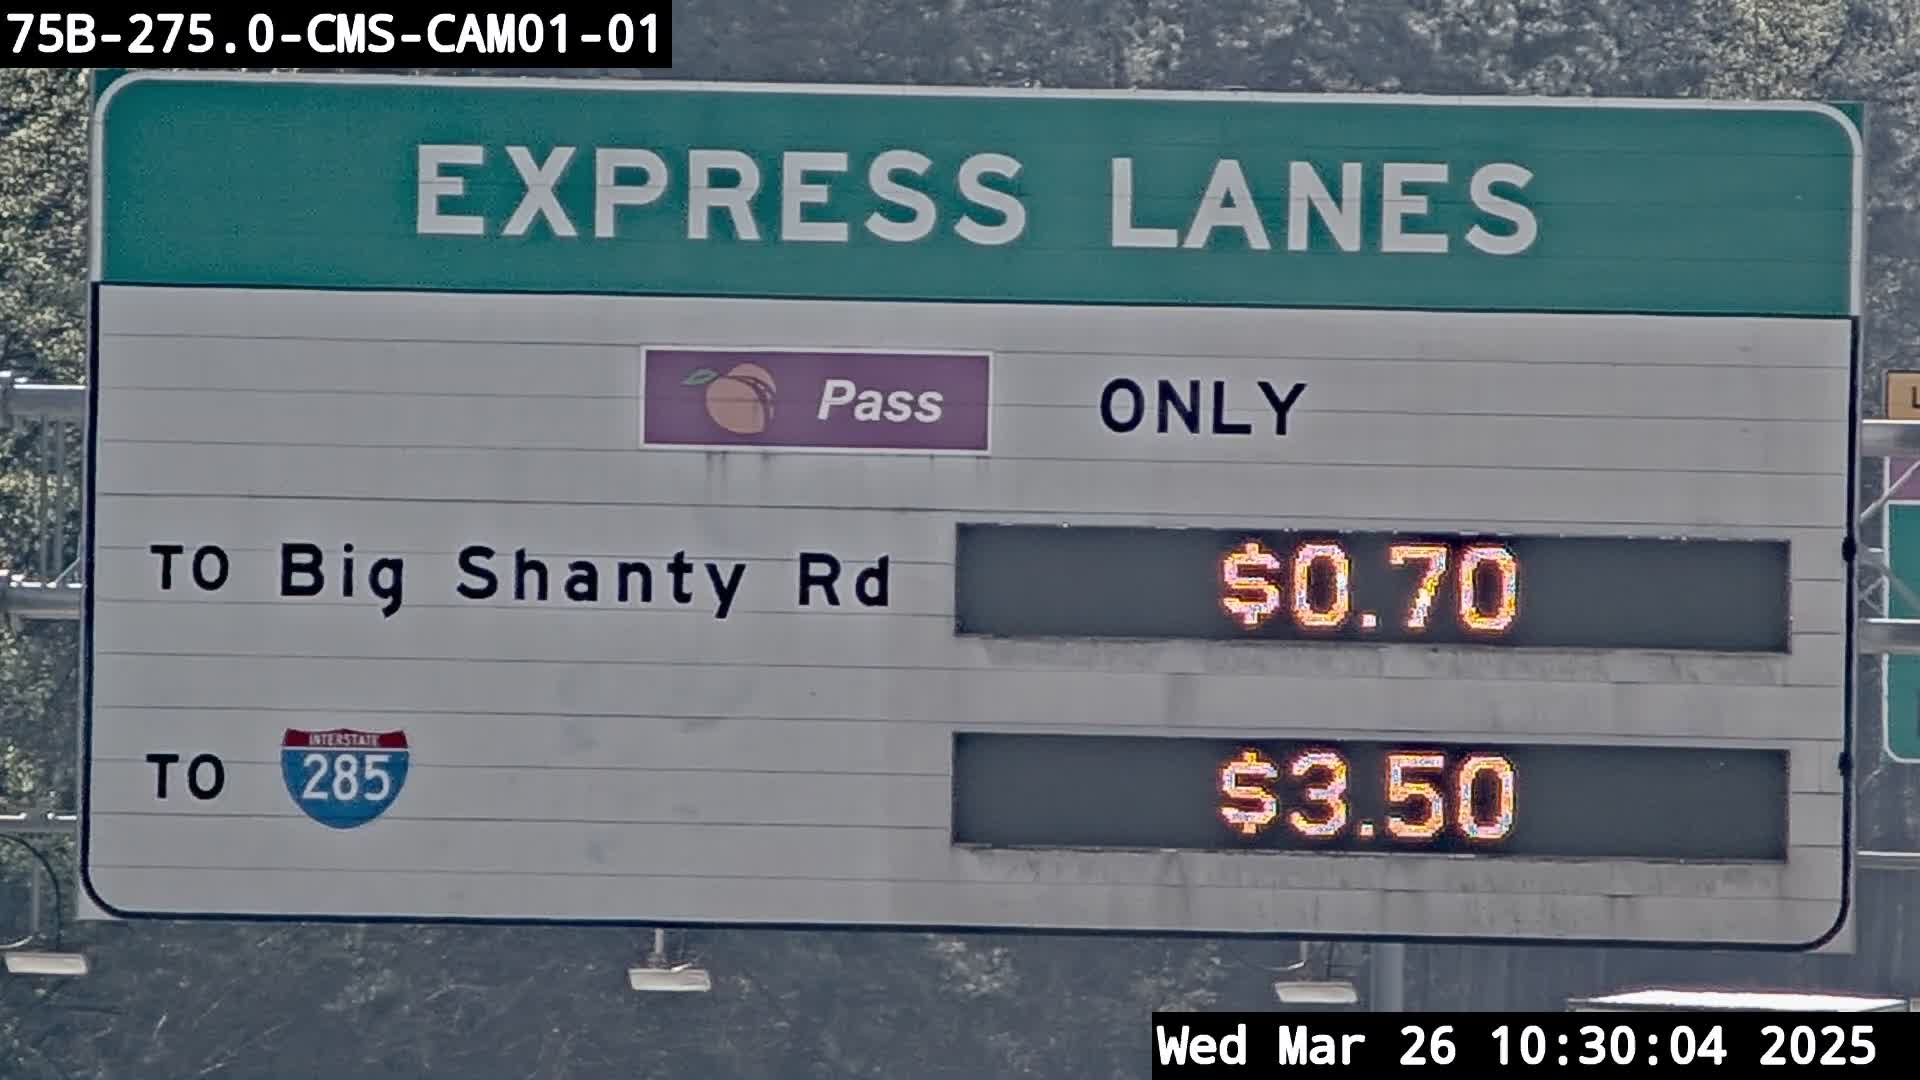 75B-275.0-CMS-CAM01-01
EXPRESS LANES
Pass ONLY
TO Big Shanty Rd $0.70
TO INTERSTATE 285 $3.50
Wed Mar 26 10:30:04 2025